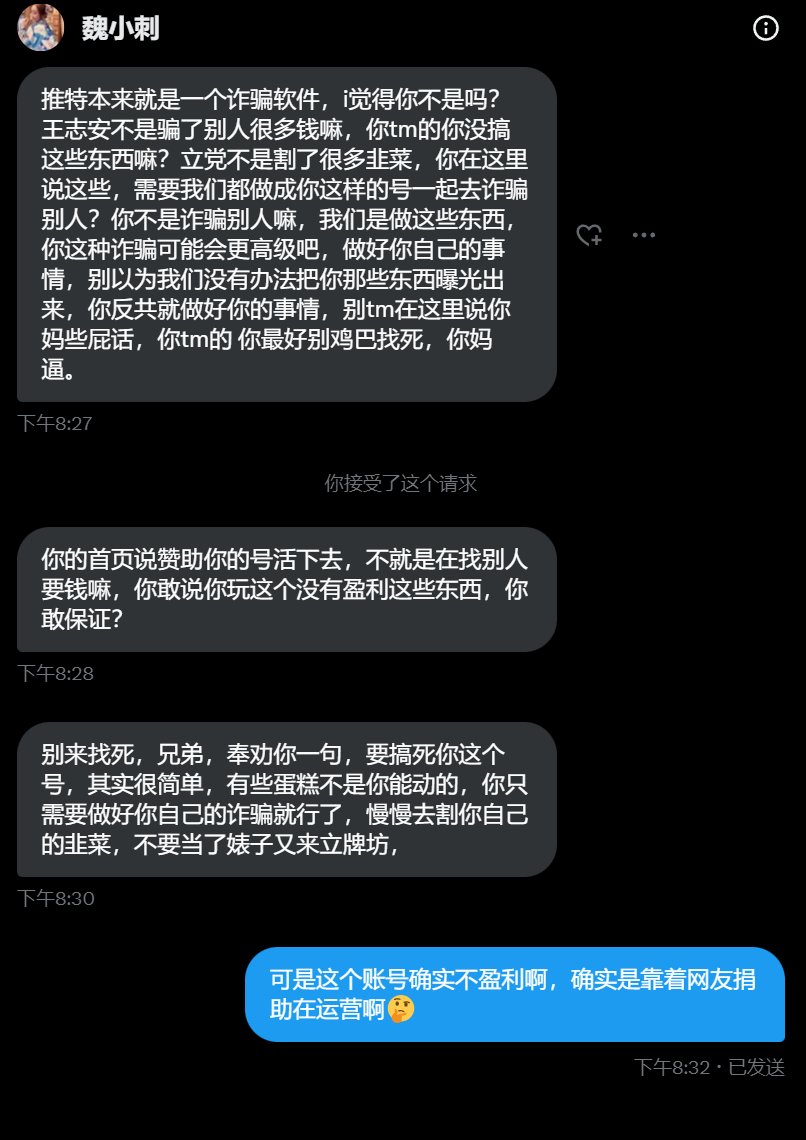 魏小刺
推特本来就是一个诈骗软件，i觉得你不是吗？
王志安不是骗了别人很多钱嘛，你tm的你没搞
这些东西嘛？立党不是割了很多韭菜，你在这里
说这些，需要我们都做成你这样的号一起去诈骗
别人？你不是诈骗别人嘛，我们是做这些东西，
你这种诈骗可能会更高级吧，做好你自己的事
情，别以为我们没有办法把你那些东西曝光出
来，你反共就做好你的事情，别tm在这里说你
妈些屁话，你tm的 你最好别鸡巴找死，你妈
逼。
下午8:27
你接受了这个请求
你的首页说赞助你的号活下去，不就是在找别人
要钱嘛，你敢说你玩这个没有盈利这些东西，你
敢保证？
下午8:28
别来找死，兄弟，奉劝你一句，要搞死你这个
号，其实很简单，有些蛋糕不是你能动的，你只
需要做好你自己的诈骗就行了，慢慢去割你自己
的韭菜，不要当了婊子又来立牌坊，
下午8:30
可是这个账号确实不盈利啊，确实是靠着网友捐
助在运营啊🤔
下午8:32 · 已发送